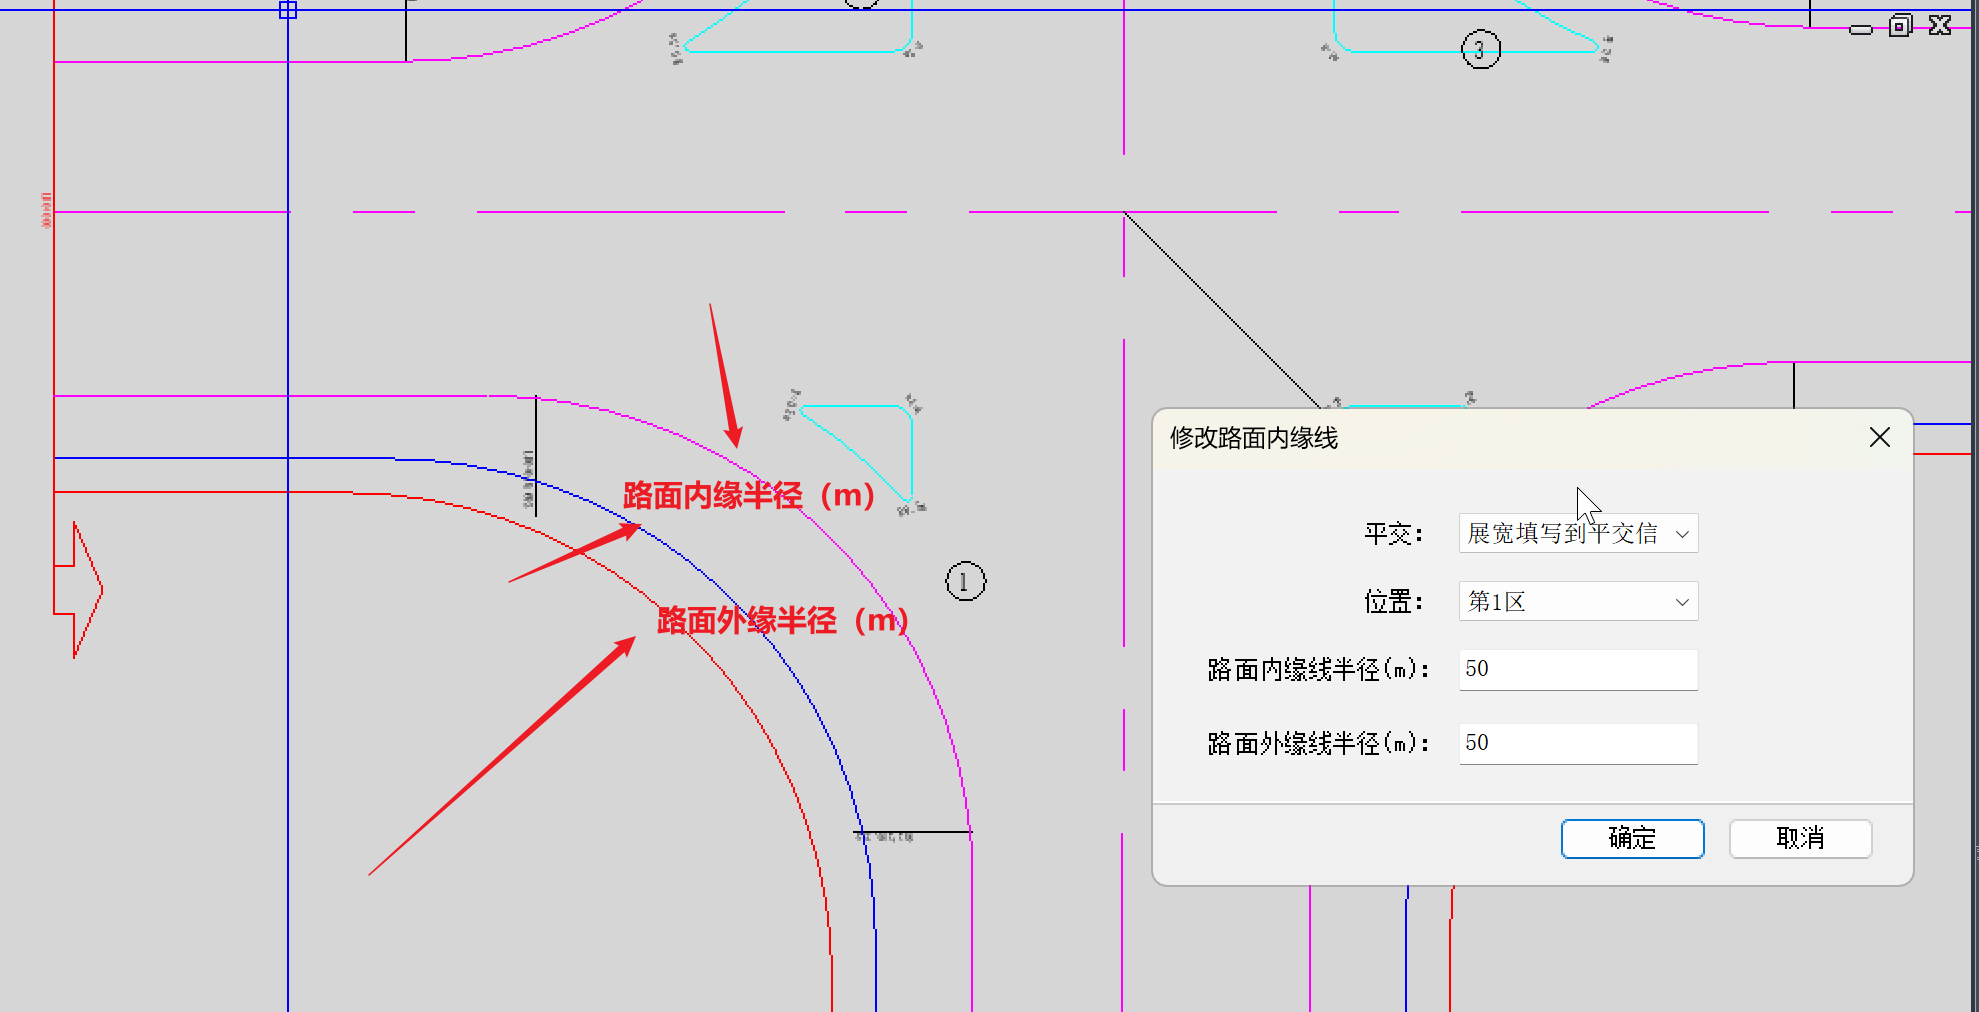 3
路面内缘半径（m）
路面外缘半径（m）
1
修改路面内缘线
平交：
展宽填写到平交信
位置：
第1区
路面内缘线半径(m)：
50
路面外缘线半径(m)：
50
确定
取消